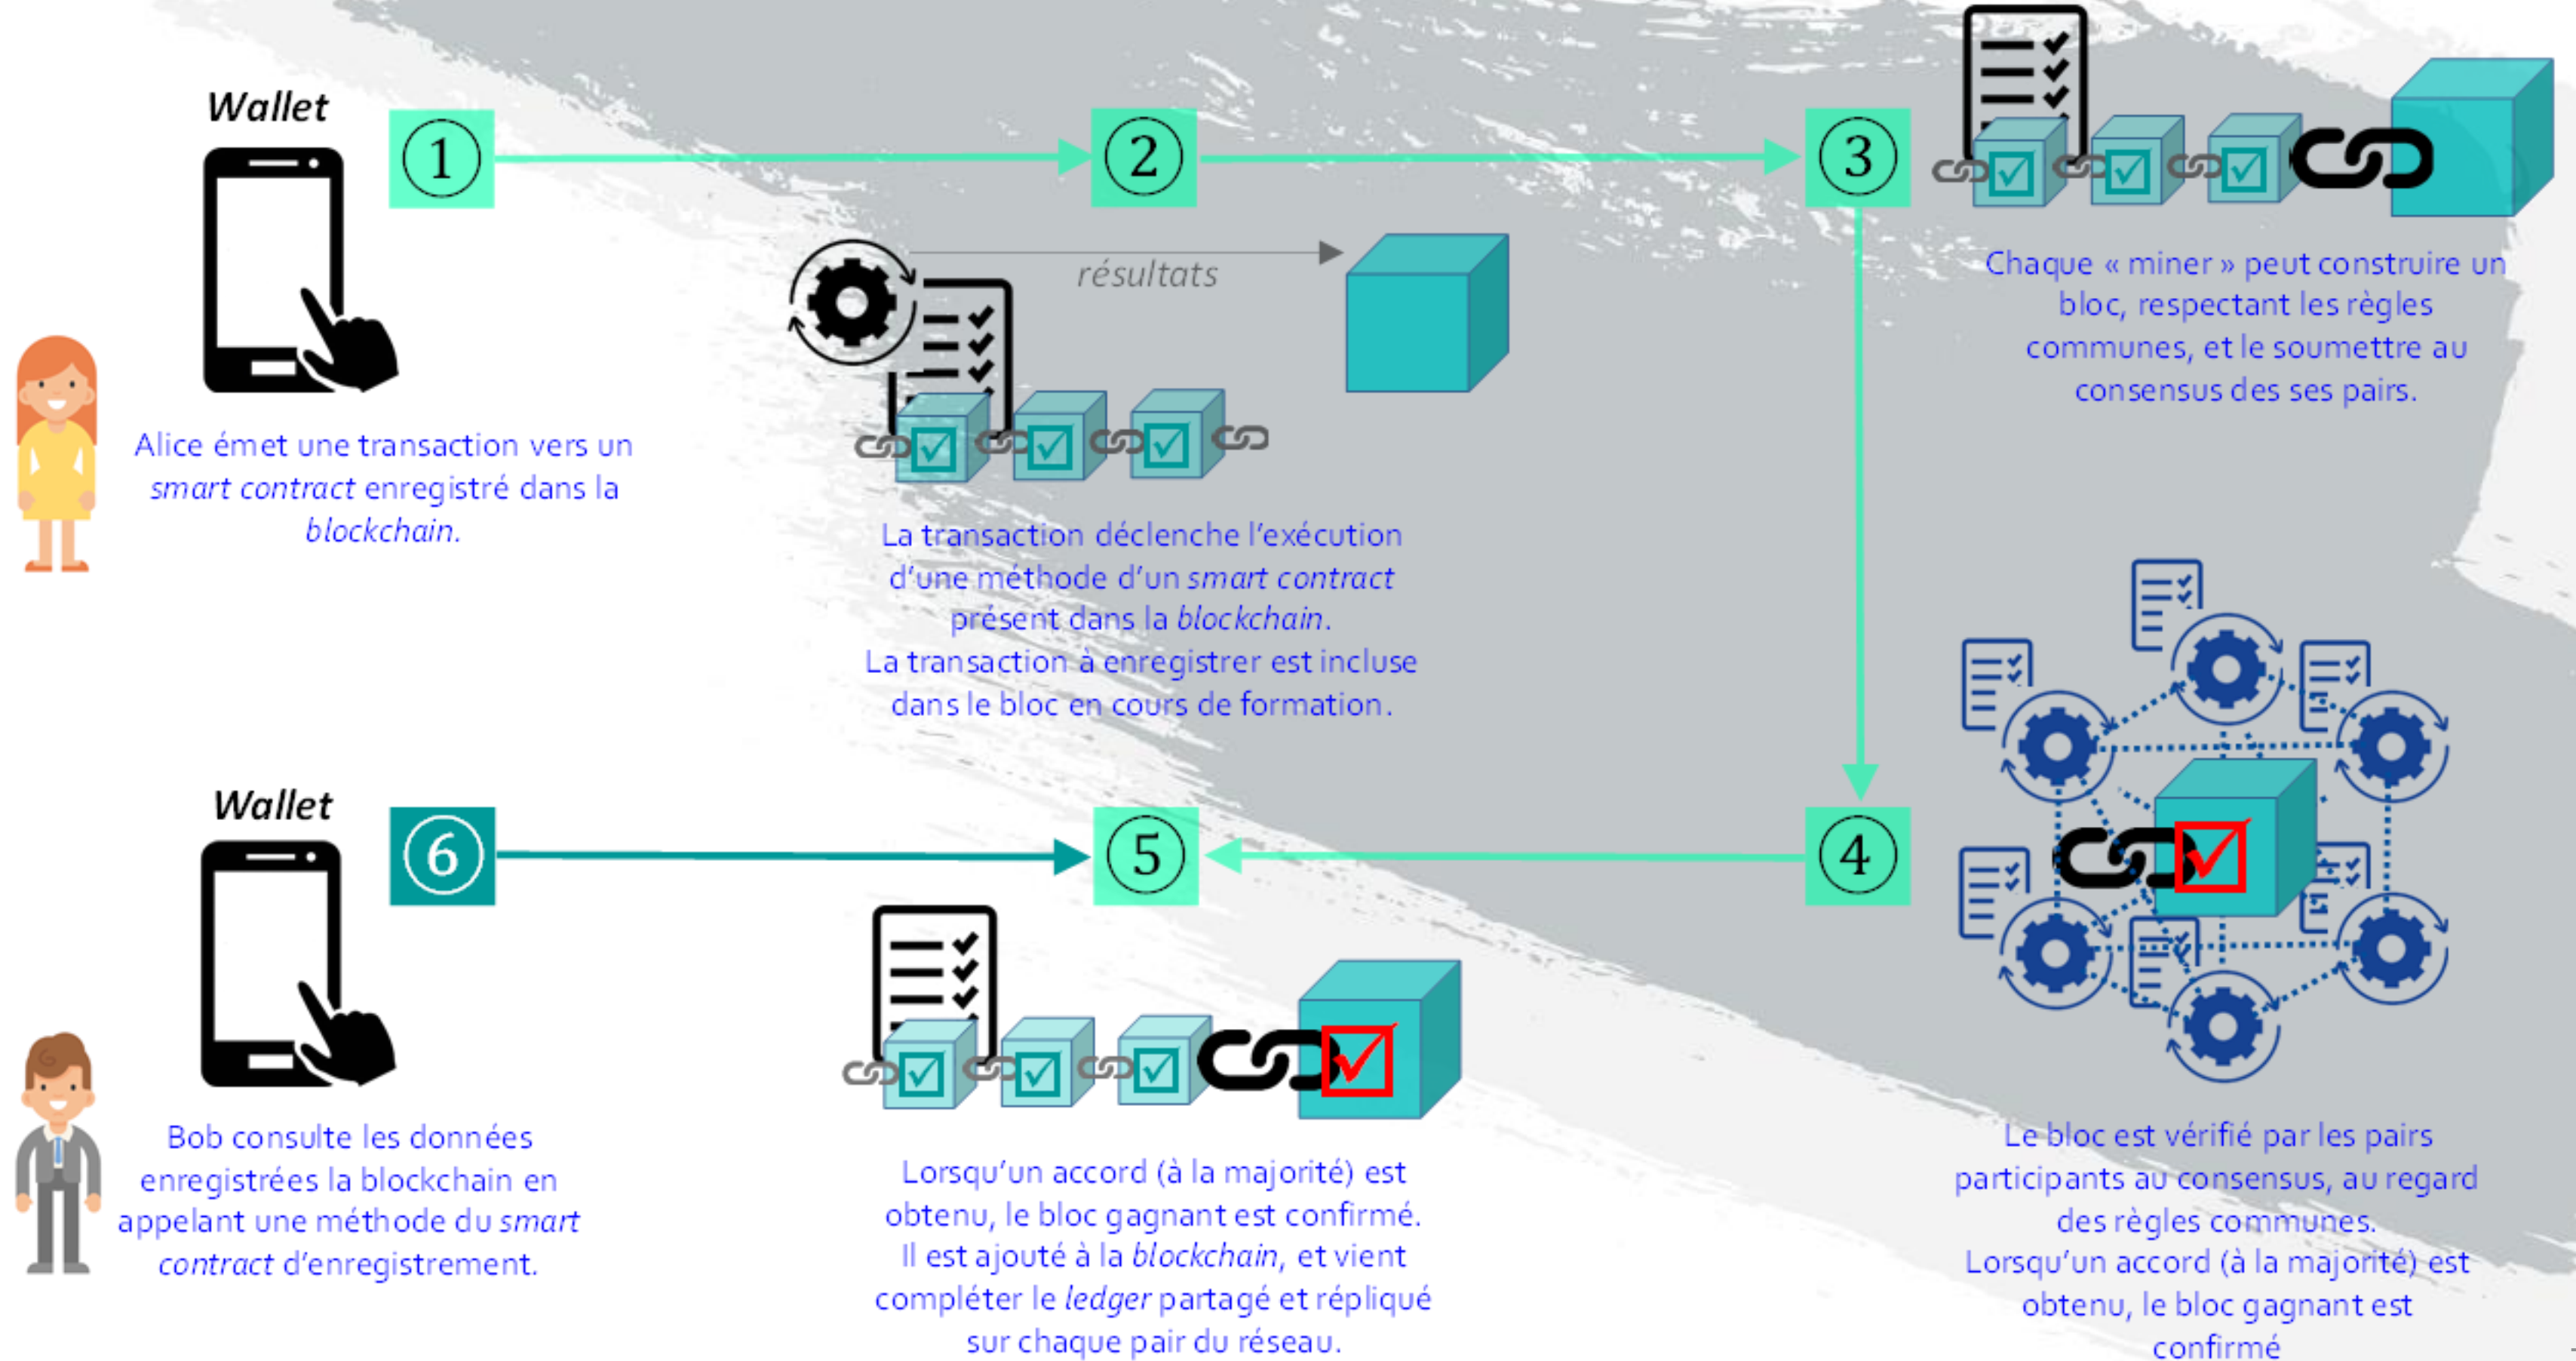 Wallet
①
Alice émet une transaction vers un
smart contract enregistré dans la
blockchain.
②
résultats
La transaction déclenche l'exécution
d'une méthode d'un smart contract
présent dans la blockchain.
La transaction à enregistrer est incluse
dans le bloc en cours de formation.
③
Chaque « miner » peut construire un
bloc, respectant les règles
communes, et le soumettre au
consensus des ses pairs.
④
Le bloc est vérifié par les pairs
participants au consensus, au regard
des règles communes.
Lorsqu'un accord (à la majorité) est
obtenu, le bloc gagnant est
confirmé
⑤
Lorsqu'un accord (à la majorité) est
obtenu, le bloc gagnant est confirmé.
Il est ajouté à la blockchain, et vient
compléter le ledger partagé et répliqué
sur chaque pair du réseau.
Wallet
⑥
Bob consulte les données
enregistrées la blockchain en
appelant une méthode du smart
contract d'enregistrement.